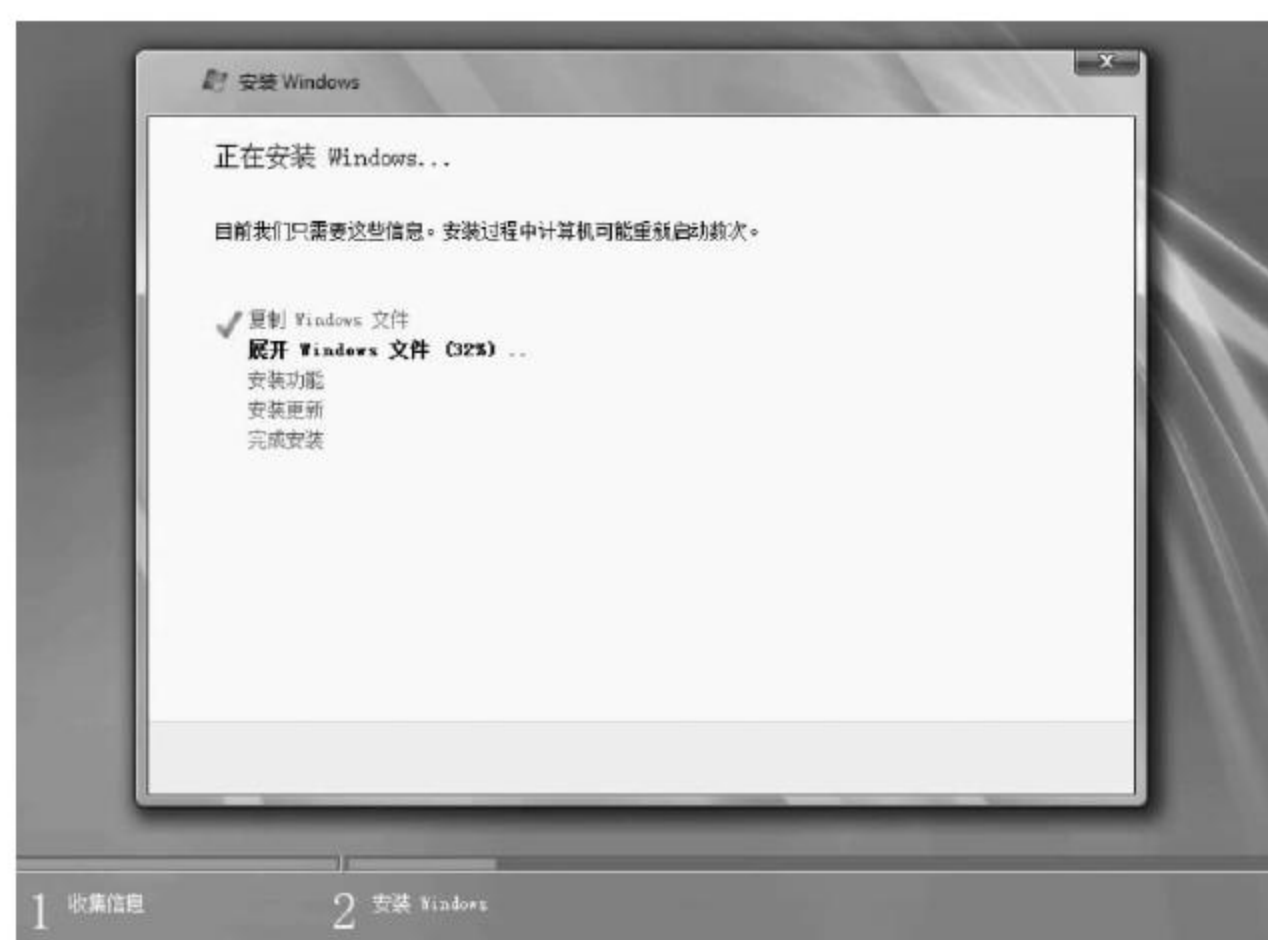 安装 Windows
正在安装 Windows...
目前我们只需要这些信息。安装过程中计算机可能重新启动数次。
复制 Windows 文件
展开 Windows 文件 (32%) ..
安装功能
安装更新
完成安装
1 收集信息
2 安装 Windows